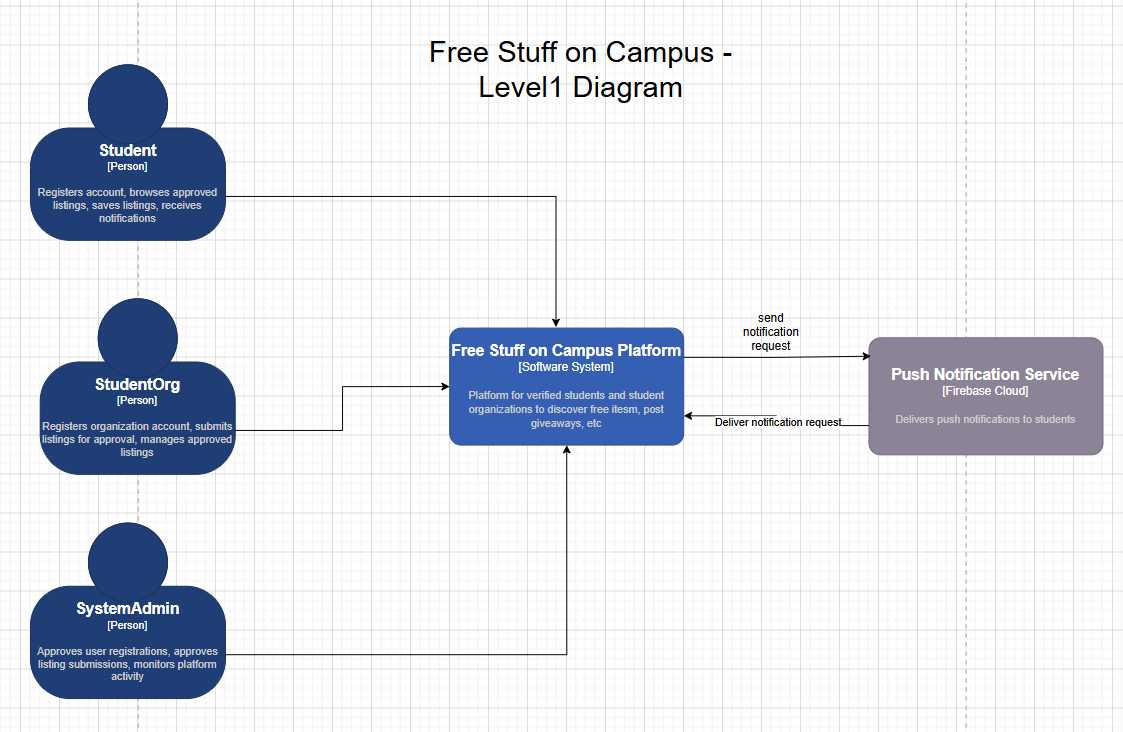 Free Stuff on Campus -
Level1 Diagram
Student
[Person]
Registers account, browses approved
listings, saves listings, receives
notifications
StudentOrg
[Person]
Registers organization account, submits
listings for approval, manages approved
listings
SystemAdmin
[Person]
Approves user registrations, approves
listing submissions, monitors platform
activity
Free Stuff on Campus Platform
[Software System]
Platform for verified students and student
organizations to discover free itesm, post
giveaways, etc
send
notification
request
Deliver notification request
Push Notification Service
[Firebase Cloud]
Delivers push notifications to students